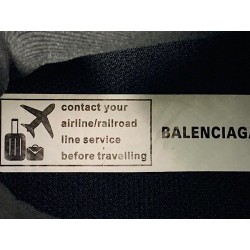 contact your
airline/railroad
line service
before travelling
BALENCIAGA